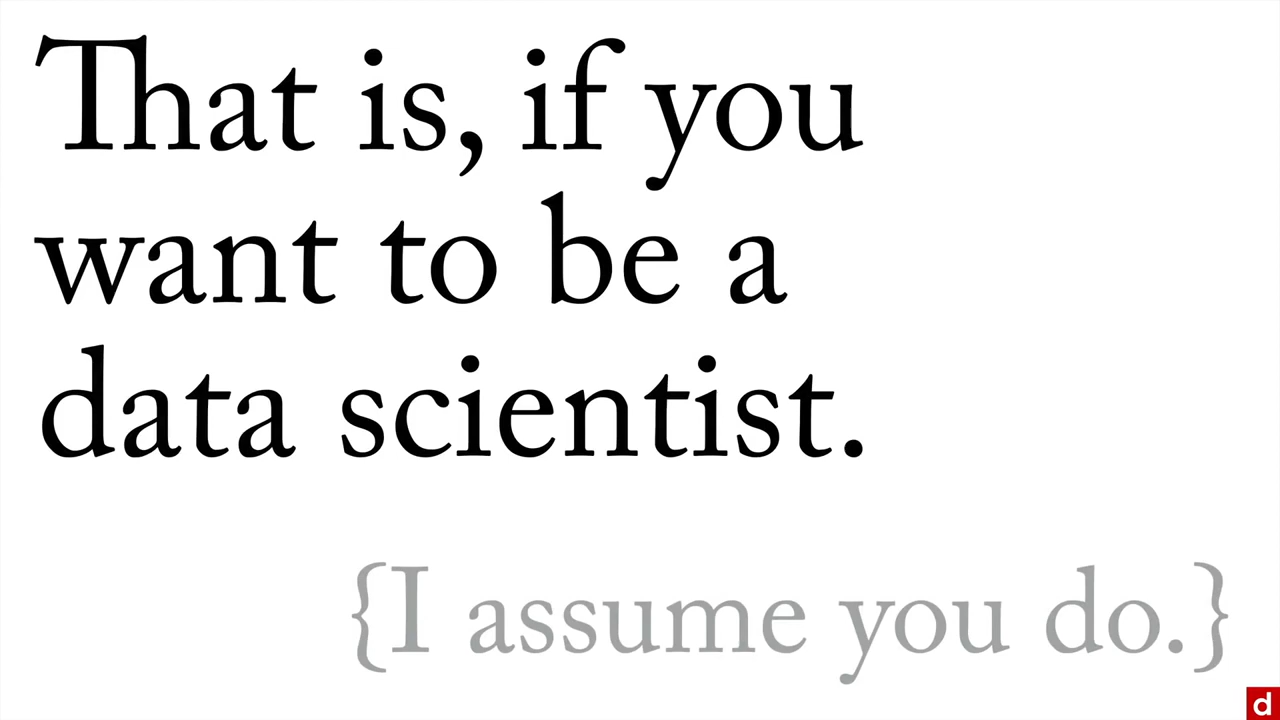 That is, if you
want to be a
data scientist.
{I assume you do.}
d